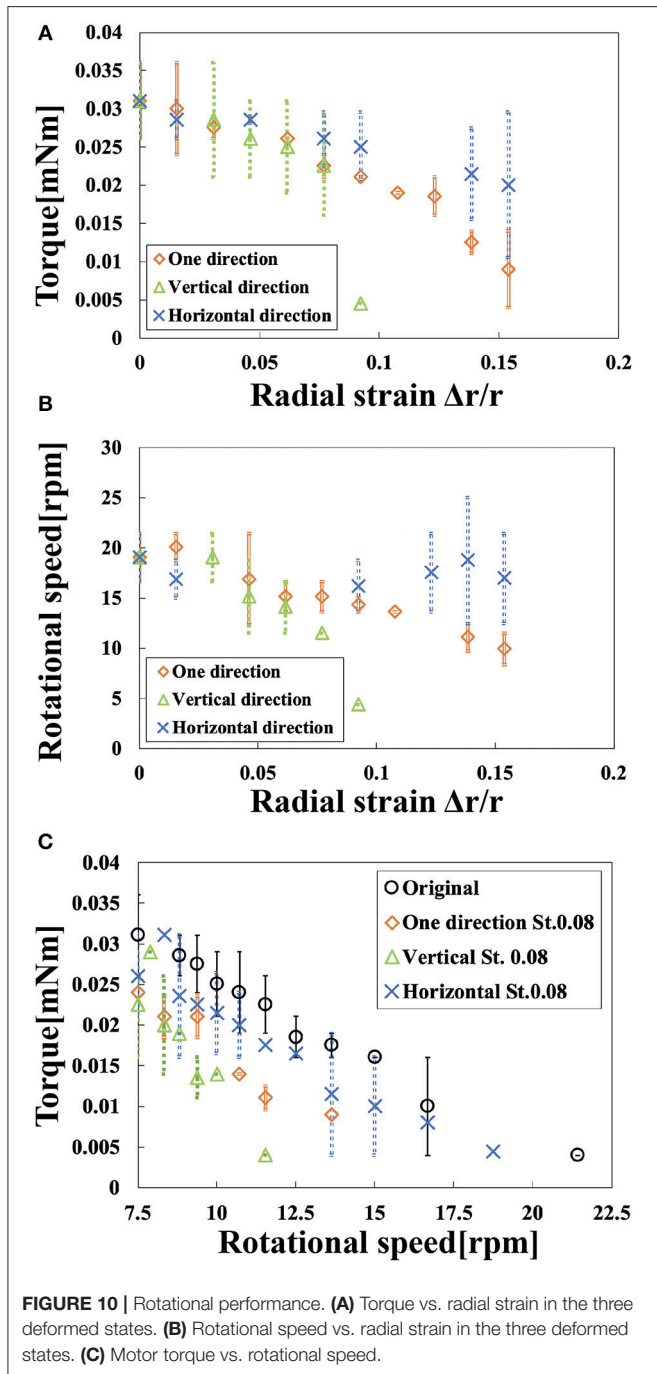 A
Torque[mNm]
0.04
0.035
0.03
0.025
0.02
0.015
0.01
0.005
0
One direction
Vertical direction
Horizontal direction
0
0.05
0.1
0.15
0.2
Radial strain Δr/r
B
Rotational speed[rpm]
30
25
20
15
10
5
0
One direction
Vertical direction
Horizontal direction
0
0.05
0.1
0.15
0.2
Radial strain Δr/r
C
Torque[mNm]
0.04
0.035
0.03
0.025
0.02
0.015
0.01
0.005
0
Original
One direction St.0.08
Vertical St. 0.08
Horizontal St.0.08
7.5
10
12.5
15
17.5
20
22.5
Rotational speed[rpm]
FIGURE 10 | Rotational performance. (A) Torque vs. radial strain in the three
deformed states. (B) Rotational speed vs. radial strain in the three deformed
states. (C) Motor torque vs. rotational speed.